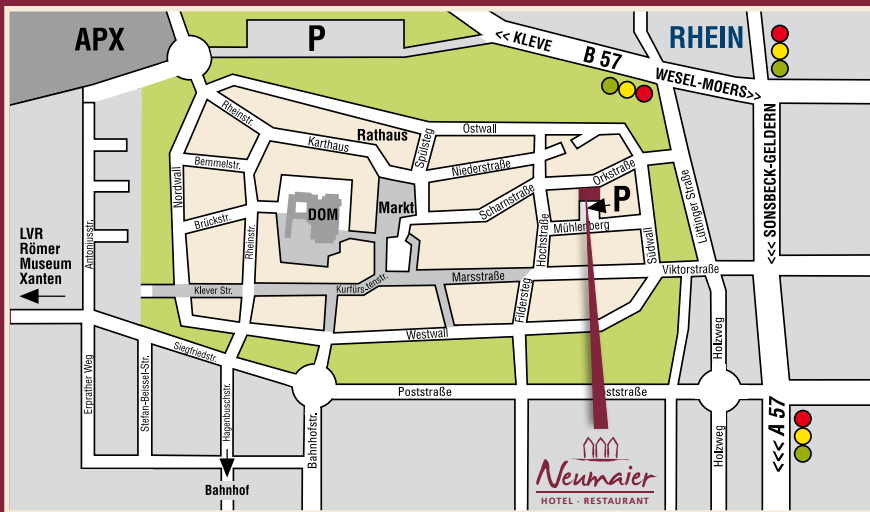 APX
P
<< KLEVE
B 57
WESEL-MOERS>>
RHEIN
<<< SONSBECK-GELDERN
Rheinstr.
Karthaus
Rathaus
Spülsteg
Ostwall
Niederstraße
Orkstraße
Bemmelstr.
Nordwall
DOM
Markt
Scharnstraße
P
Lüttinger Straße
Brückstr.
Rheinstr.
Hochstraße
Mühlenberg
Südwall
Antoniusstr.
LVR
Römer
Museum
Xanten
Marsstraße
Viktorstraße
Klever Str.
Kurfürstenstr.
Fildersteg
Westwall
Siegfriedstr.
Holzweg
Erprather Weg
Stefan-Beissel-Str.
Hagenbuschstr.
Bahnhofstr.
Poststraße
oststraße
<<< A 57
Holzweg
Bahnhof
Neumaier
HOTEL - RESTAURANT